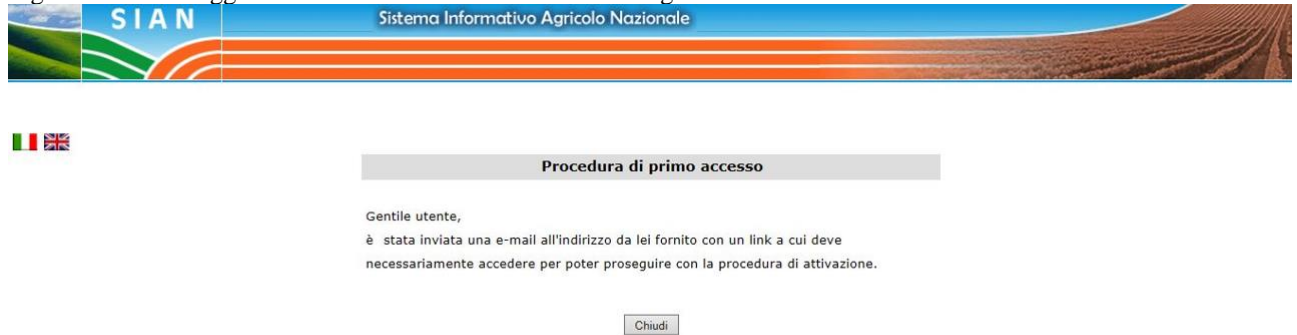 SIAN
Sistema Informativo Agricolo Nazionale
Procedura di primo accesso
Gentile utente,
è stata inviata una e-mail all'indirizzo da lei fornito con un link a cui deve
necessariamente accedere per poter proseguire con la procedura di attivazione.
Chiudi